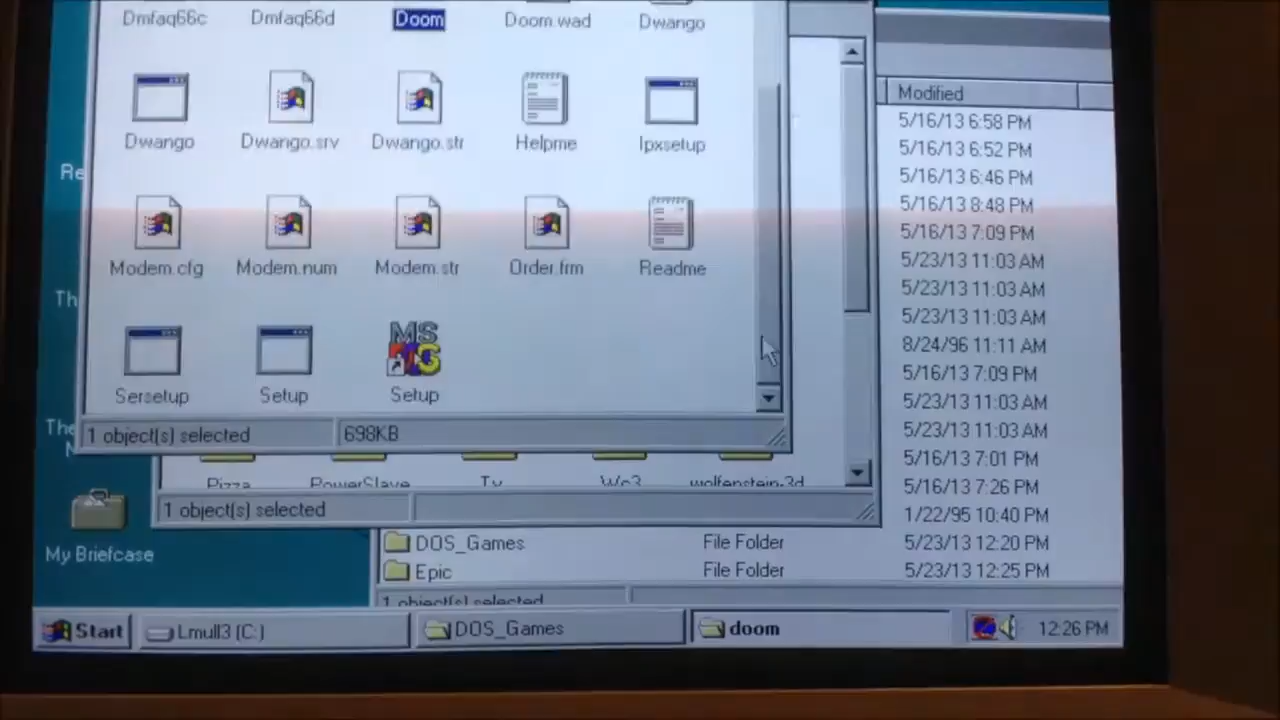 Dmfaq66c Dmfaq66d Doom Doom.wad Dwango
Dwango Dwango.srv Dwango.str Helpme Ipxsetup
Modem.cfg Modem.num Modem.str Order.frm Readme
MS
Sersetup Setup Setup
1 object(s) selected 698KB
Pizza PowerSlave Tv Wc3 wolfenstein-3d
1 object(s) selected
Modified
5/16/13 6:58 PM
5/16/13 6:52 PM
5/16/13 6:46 PM
5/16/13 8:48 PM
5/16/13 7:09 PM
5/23/13 11:03 AM
5/23/13 11:03 AM
5/23/13 11:03 AM
8/24/96 11:11 AM
5/16/13 7:09 PM
5/23/13 11:03 AM
5/23/13 11:03 AM
5/16/13 7:01 PM
5/16/13 7:26 PM
1/22/95 10:40 PM
DOS_Games File Folder 5/23/13 12:20 PM
Epic File Folder 5/23/13 12:25 PM
1 object(s) selected
Re
Th
The
My Briefcase
Start Lmull3 (C:) DOS_Games doom 12:26 PM